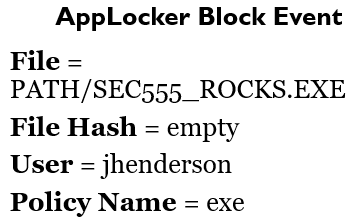 AppLocker Block Event
File =
PATH/SEC555_ROCKS.EXE
File Hash = empty
User = jhenderson
Policy Name = exe